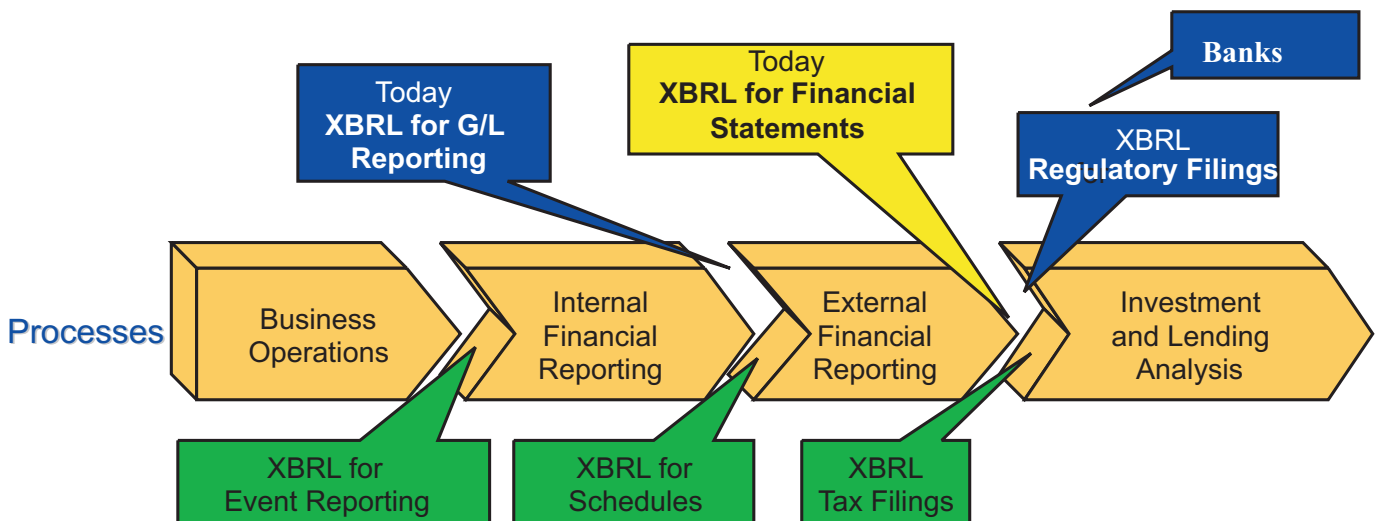 Today
XBRL for G/L
Reporting
Today
XBRL for Financial
Statements
Banks
XBRL
Regulatory Filings
Processes
Business
Operations
Internal
Financial
Reporting
External
Financial
Reporting
Investment
and Lending
Analysis
XBRL for
Event Reporting
XBRL for
Schedules
XBRL
Tax Filings